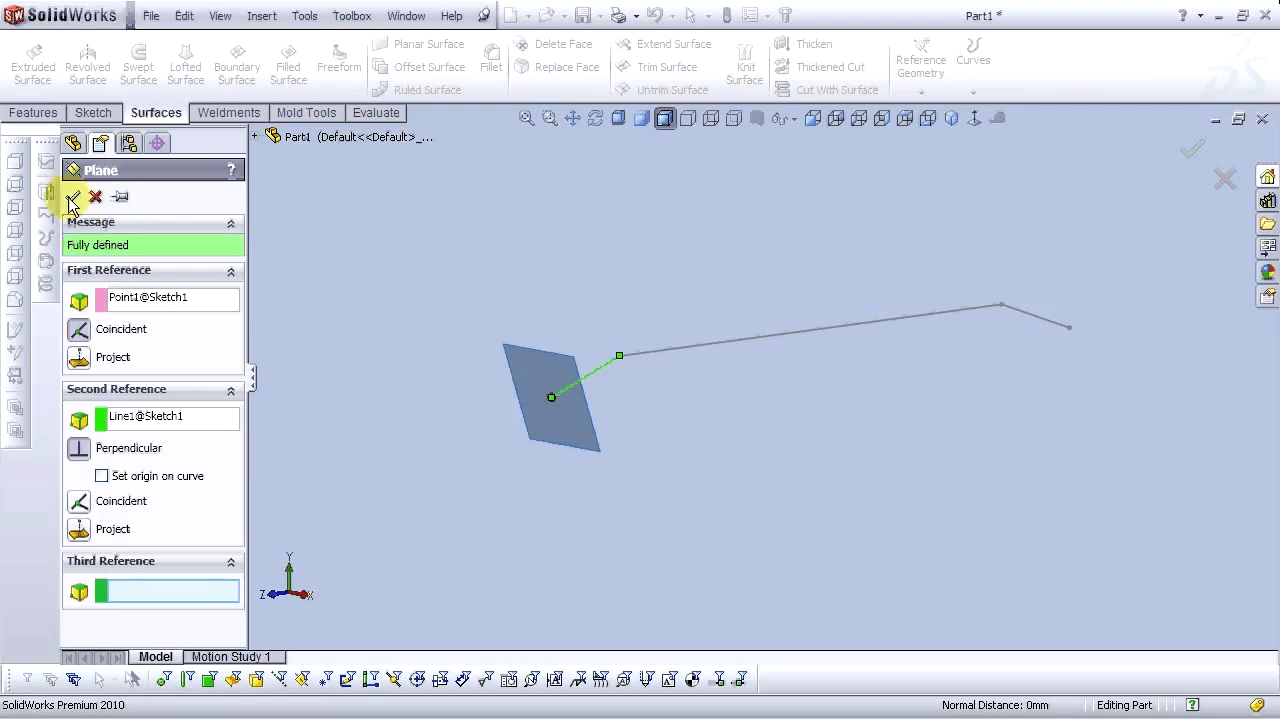 SolidWorks File Edit View Insert Tools Toolbox Window Help Part1 * ?
Extruded Surface
Revolved Surface
Swept Surface
Lofted Surface
Boundary Surface
Filled Surface
Freeform
Planar Surface
Offset Surface
Ruled Surface
Fillet
Delete Face
Replace Face
Extend Surface
Trim Surface
Untrim Surface
Knit Surface
Thicken
Thickened Cut
Cut With Surface
Reference Geometry
Curves
Features Sketch Surfaces Weldments Mold Tools Evaluate
Part1 (Default<<Default>_...
Plane ?
Message
Fully defined
First Reference
Point1@Sketch1
Coincident
Project
Second Reference
Line1@Sketch1
Perpendicular
Set origin on curve
Coincident
Project
Third Reference
Y
Z
X
Model Motion Study 1
SolidWorks Premium 2010 Normal Distance: 0mm Editing Part ?